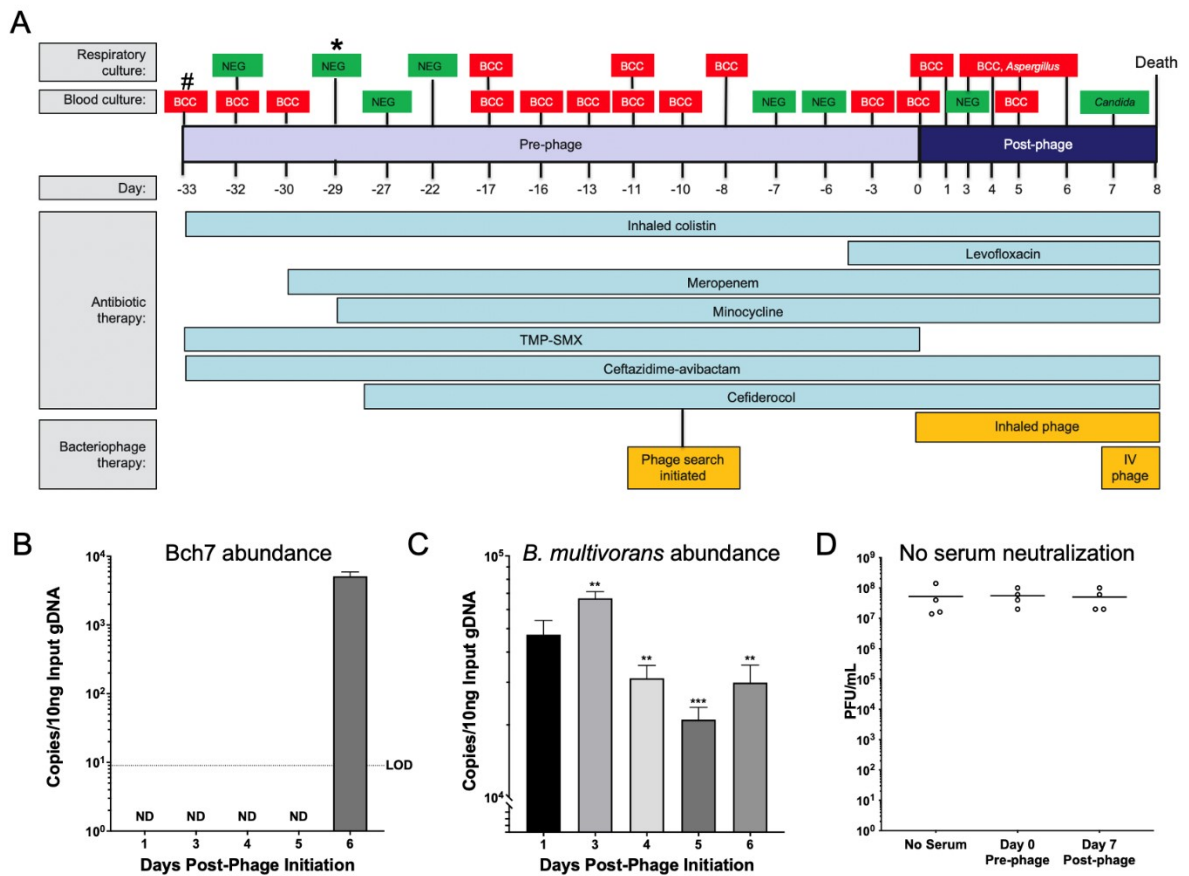 A
Respiratory culture:
NEG NEG NEG BCC BCC BCC BCC BCC, Aspergillus
# * Death
Blood culture:
BCC BCC BCC NEG BCC BCC BCC BCC BCC NEG NEG BCC BCC NEG BCC Candida
Pre-phage Post-phage
Day: -33 -32 -30 -29 -27 -22 -17 -16 -13 -11 -10 -8 -7 -6 -3 0 1 3 4 5 6 7 8
Antibiotic therapy:
Inhaled colistin
Levofloxacin
Meropenem
Minocycline
TMP-SMX
Ceftazidime-avibactam
Cefiderocol
Bacteriophage therapy:
Inhaled phage
Phage search initiated
IV phage
B
Bch7 abundance
Copies/10ng Input gDNA
10⁴
10³
10²
10¹
10⁰
LOD
ND ND ND ND
1 3 4 5 6
Days Post-Phage Initiation
C
B. multivorans abundance
Copies/10ng Input gDNA
10⁵
10⁴
** ** *** **
1 3 4 5 6
Days Post-Phage Initiation
D
No serum neutralization
PFU/mL
10⁹
10⁸
10⁷
10⁶
10⁵
10⁴
10³
10²
10¹
10⁰
No Serum
Day 0 Pre-phage
Day 7 Post-phage